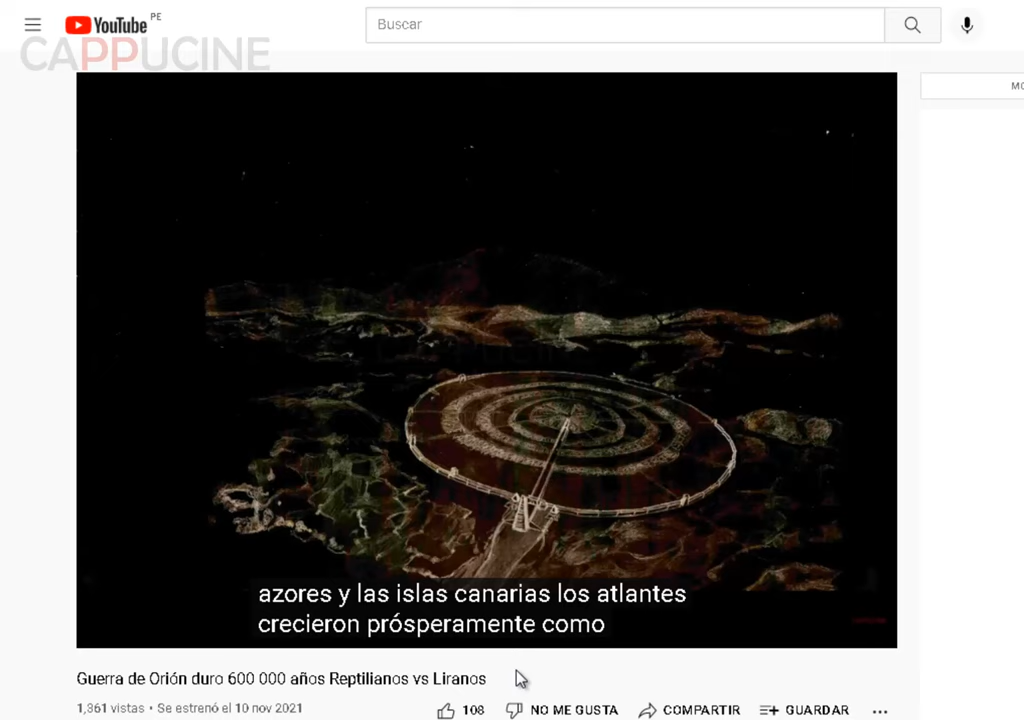 YouTube PE
Buscar
CAPPUCINE
MO
azores y las islas canarias los atlantes
crecieron prósperamente como
Guerra de Orión duro 600 000 años Reptilianos vs Liranos
1,361 vistas • Se estrenó el 10 nov 2021
108 NO ME GUSTA COMPARTIR GUARDAR